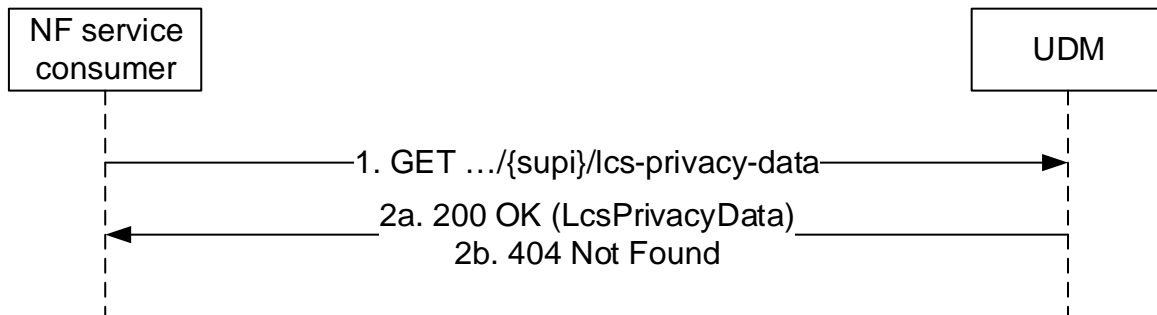 NF service
consumer
UDM
1. GET …/{supi}/lcs-privacy-data
2a. 200 OK (LcsPrivacyData)
2b. 404 Not Found